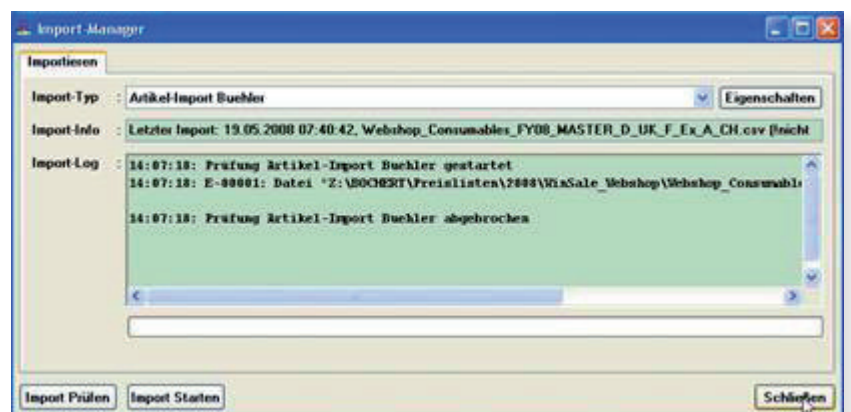 Import-Manager
Importieren
Import-Typ : Artikel-Import Buehler Eigenschaften
Import-Info : Letzter Import: 19.05.2008 07:40:42, Webshop_Consumables_FY08_MASTER_D_UK_F_Ex_A_CH.csv (!nicht
Import-Log : 14:07:18: Prüfung Artikel-Import Buehler gestartet
14:07:18: E-00001: Datei "Z:\BOCHERT\Preislisten\2008\WinSale_Webshop\Webshop_Consumabl
14:07:18: Prüfung Artikel-Import Buehler abgebrochen
Import Prüfen Import Starten Schließen